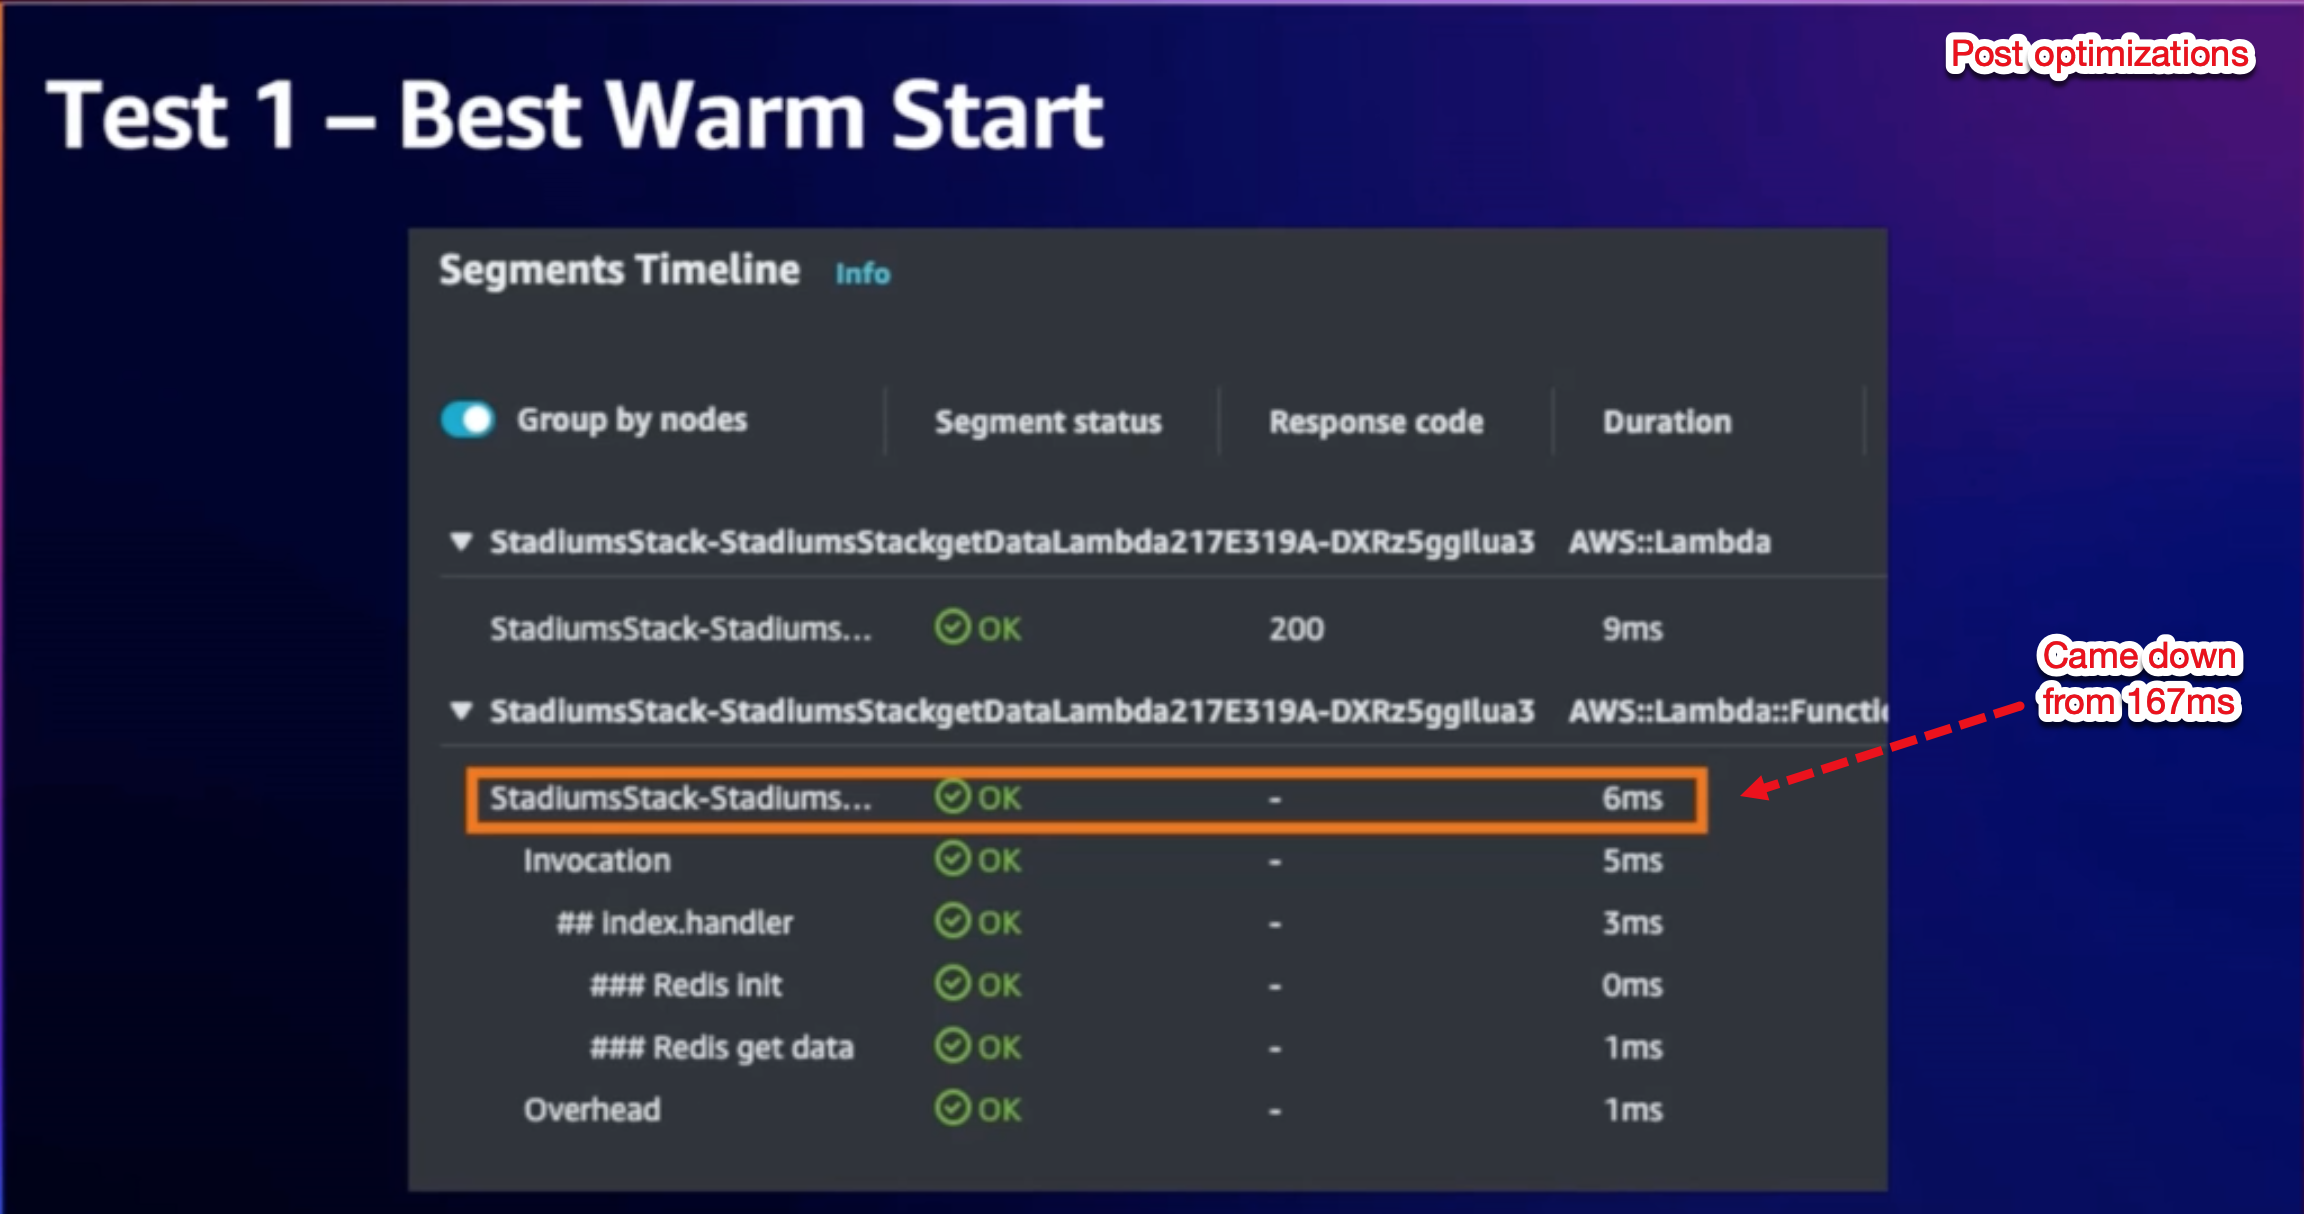 Post optimizations
Test 1 – Best Warm Start
Segments Timeline Info
Group by nodes Segment status Response code Duration
StadiumsStack-StadiumsStackgetDataLambda217E319A-DXRz5ggIlua3 AWS::Lambda
StadiumsStack-Stadiums... OK 200 9ms
Came down
from 167ms
StadiumsStack-StadiumsStackgetDataLambda217E319A-DXRz5ggIlua3 AWS::Lambda::Functio
StadiumsStack-Stadiums... OK - 6ms
Invocation OK - 5ms
## index.handler OK - 3ms
### Redis init OK - 0ms
### Redis get data OK - 1ms
Overhead OK - 1ms